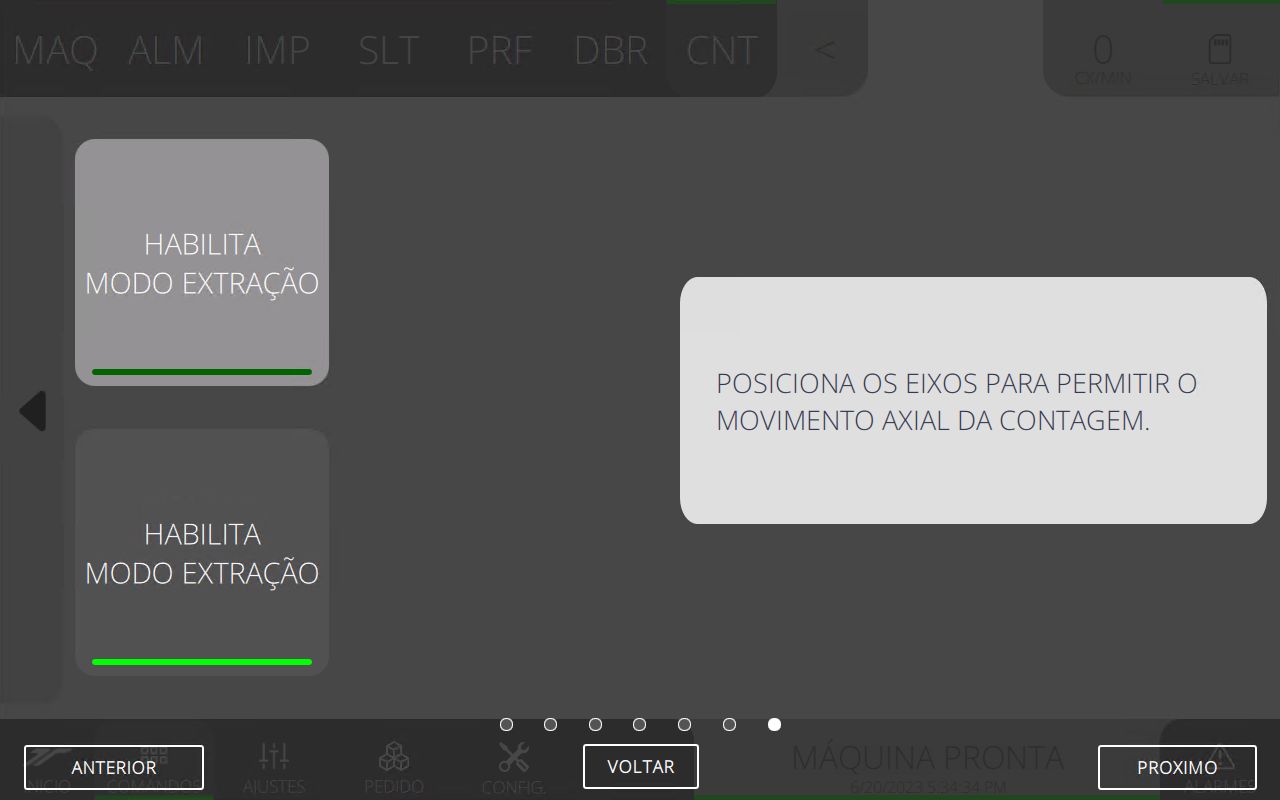 MAQ ALM IMP SLT PRF DBR CNT <
0
CX/MIN
SALVAR
HABILITA
MODO EXTRAÇÃO
POSICIONA OS EIXOS PARA PERMITIR O
MOVIMENTO AXIAL DA CONTAGEM.
HABILITA
MODO EXTRAÇÃO
MÁQUINA PRONTA
6/20/2023 5:34:34 PM
INICIO COMANDOS AJUSTES PEDIDO CONFIG. ALARMES
ANTERIOR VOLTAR PROXIMO